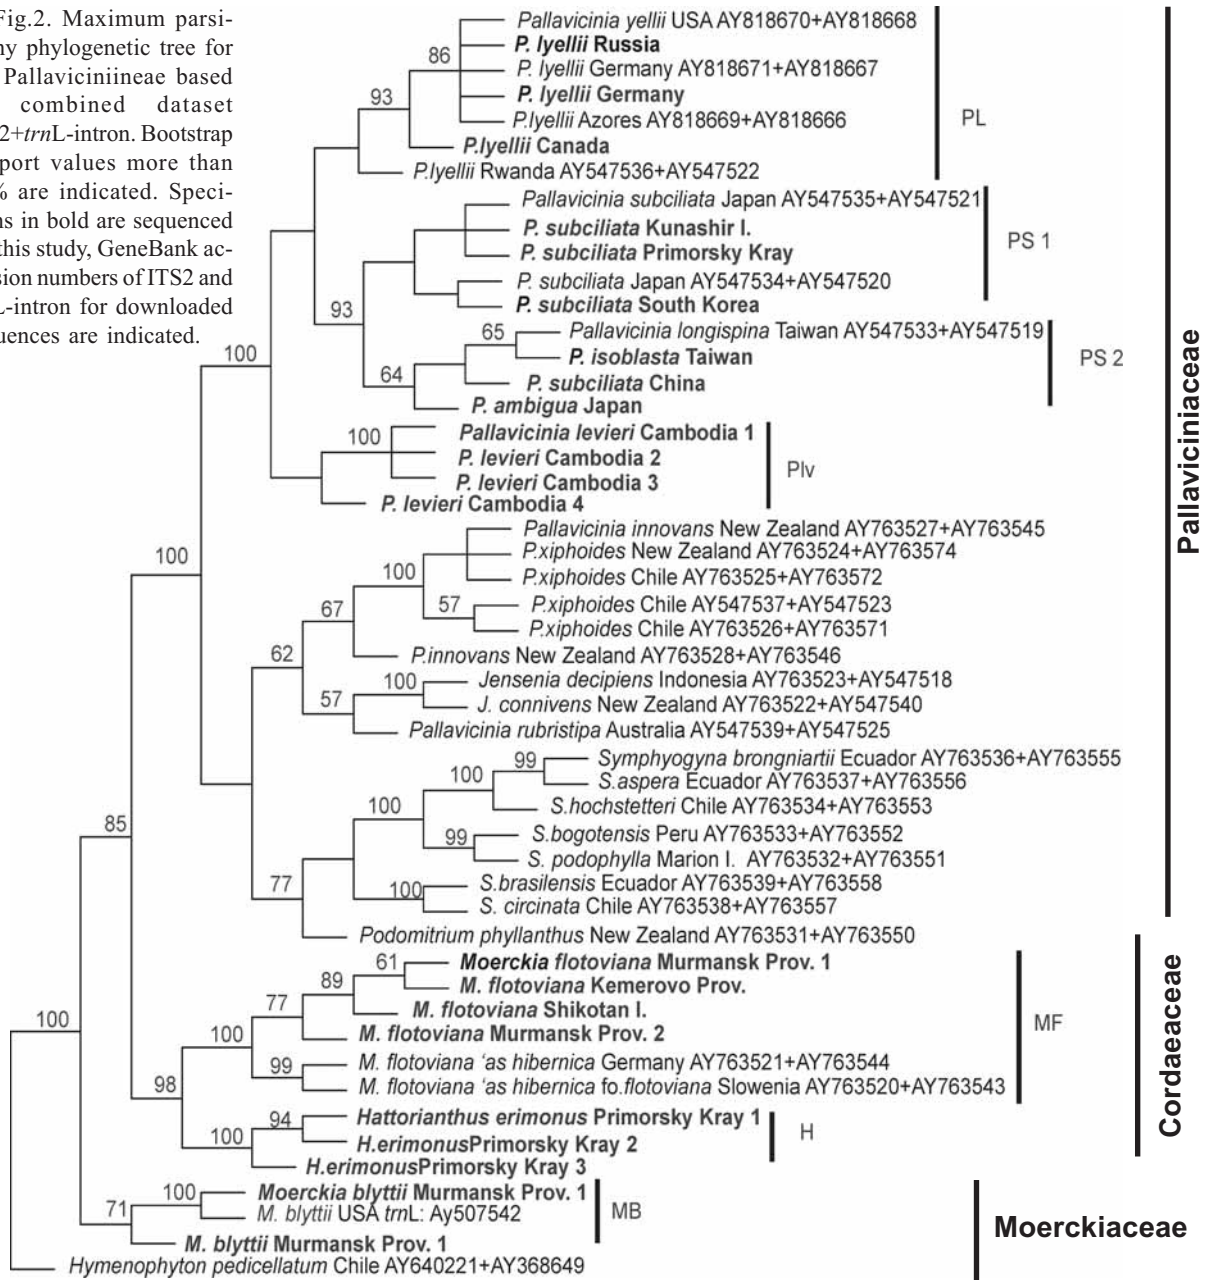 Fig.2. Maximum parsi-
ny phylogenetic tree for
Pallaviciniineae based
combined dataset
2+trnL-intron. Bootstrap
port values more than
% are indicated. Speci-
ns in bold are sequenced
this study, GeneBank ac-
sion numbers of ITS2 and
L-intron for downloaded
uences are indicated.
Pallavicinia yellii USA AY818670+AY818668
P. lyellii Russia
86
P. lyellii Germany AY818671+AY818667
P. lyellii Germany
93
P.lyellii Azores AY818669+AY818666
PL
P.lyellii Canada
P.lyellii Rwanda AY547536+AY547522
Pallavicinia subciliata Japan AY547535+AY547521
P. subciliata Kunashir I.
PS 1
P. subciliata Primorsky Kray
P. subciliata Japan AY547534+AY547520
93
P. subciliata South Korea
65
Pallavicinia longispina Taiwan AY547533+AY547519
100
P. isoblasta Taiwan
PS 2
64
P. subciliata China
P. ambigua Japan
Pallaviciniaceae
100
Pallavicinia levieri Cambodia 1
P. levieri Cambodia 2
Plv
P. levieri Cambodia 3
P. levieri Cambodia 4
Pallavicinia innovans New Zealand AY763527+AY763545
100
P.xiphoides New Zealand AY763524+AY763574
100
P.xiphoides Chile AY763525+AY763572
67
57
P.xiphoides Chile AY547537+AY547523
P.xiphoides Chile AY763526+AY763571
62
P.innovans New Zealand AY763528+AY763546
100
Jensenia decipiens Indonesia AY763523+AY547518
57
J. connivens New Zealand AY763522+AY547540
Pallavicinia rubristipa Australia AY547539+AY547525
99
Symphyogyna brongniartii Ecuador AY763536+AY763555
100
S.aspera Ecuador AY763537+AY763556
100
S.hochstetteri Chile AY763534+AY763553
85
99
S.bogotensis Peru AY763533+AY763552
S. podophylla Marion I. AY763532+AY763551
77
100
S.brasilensis Ecuador AY763539+AY763558
S. circinata Chile AY763538+AY763557
Podomitrium phyllanthus New Zealand AY763531+AY763550
61
Moerckia flotoviana Murmansk Prov. 1
89
M. flotoviana Kemerovo Prov.
77
M. flotoviana Shikotan I.
100
MF
100
M. flotoviana Murmansk Prov. 2
Cordaeaceae
99
M. flotoviana ‘as hibernica Germany AY763521+AY763544
98
M. flotoviana ‘as hibernica fo.flotoviana Slowenia AY763520+AY763543
94
Hattorianthus erimonus Primorsky Kray 1
H
100
H.erimonusPrimorsky Kray 2
H.erimonusPrimorsky Kray 3
100
Moerckia blyttii Murmansk Prov. 1
71
M. blyttii USA trnL: Ay507542
MB
Moerckiaceae
M. blyttii Murmansk Prov. 1
Hymenophyton pedicellatum Chile AY640221+AY368649